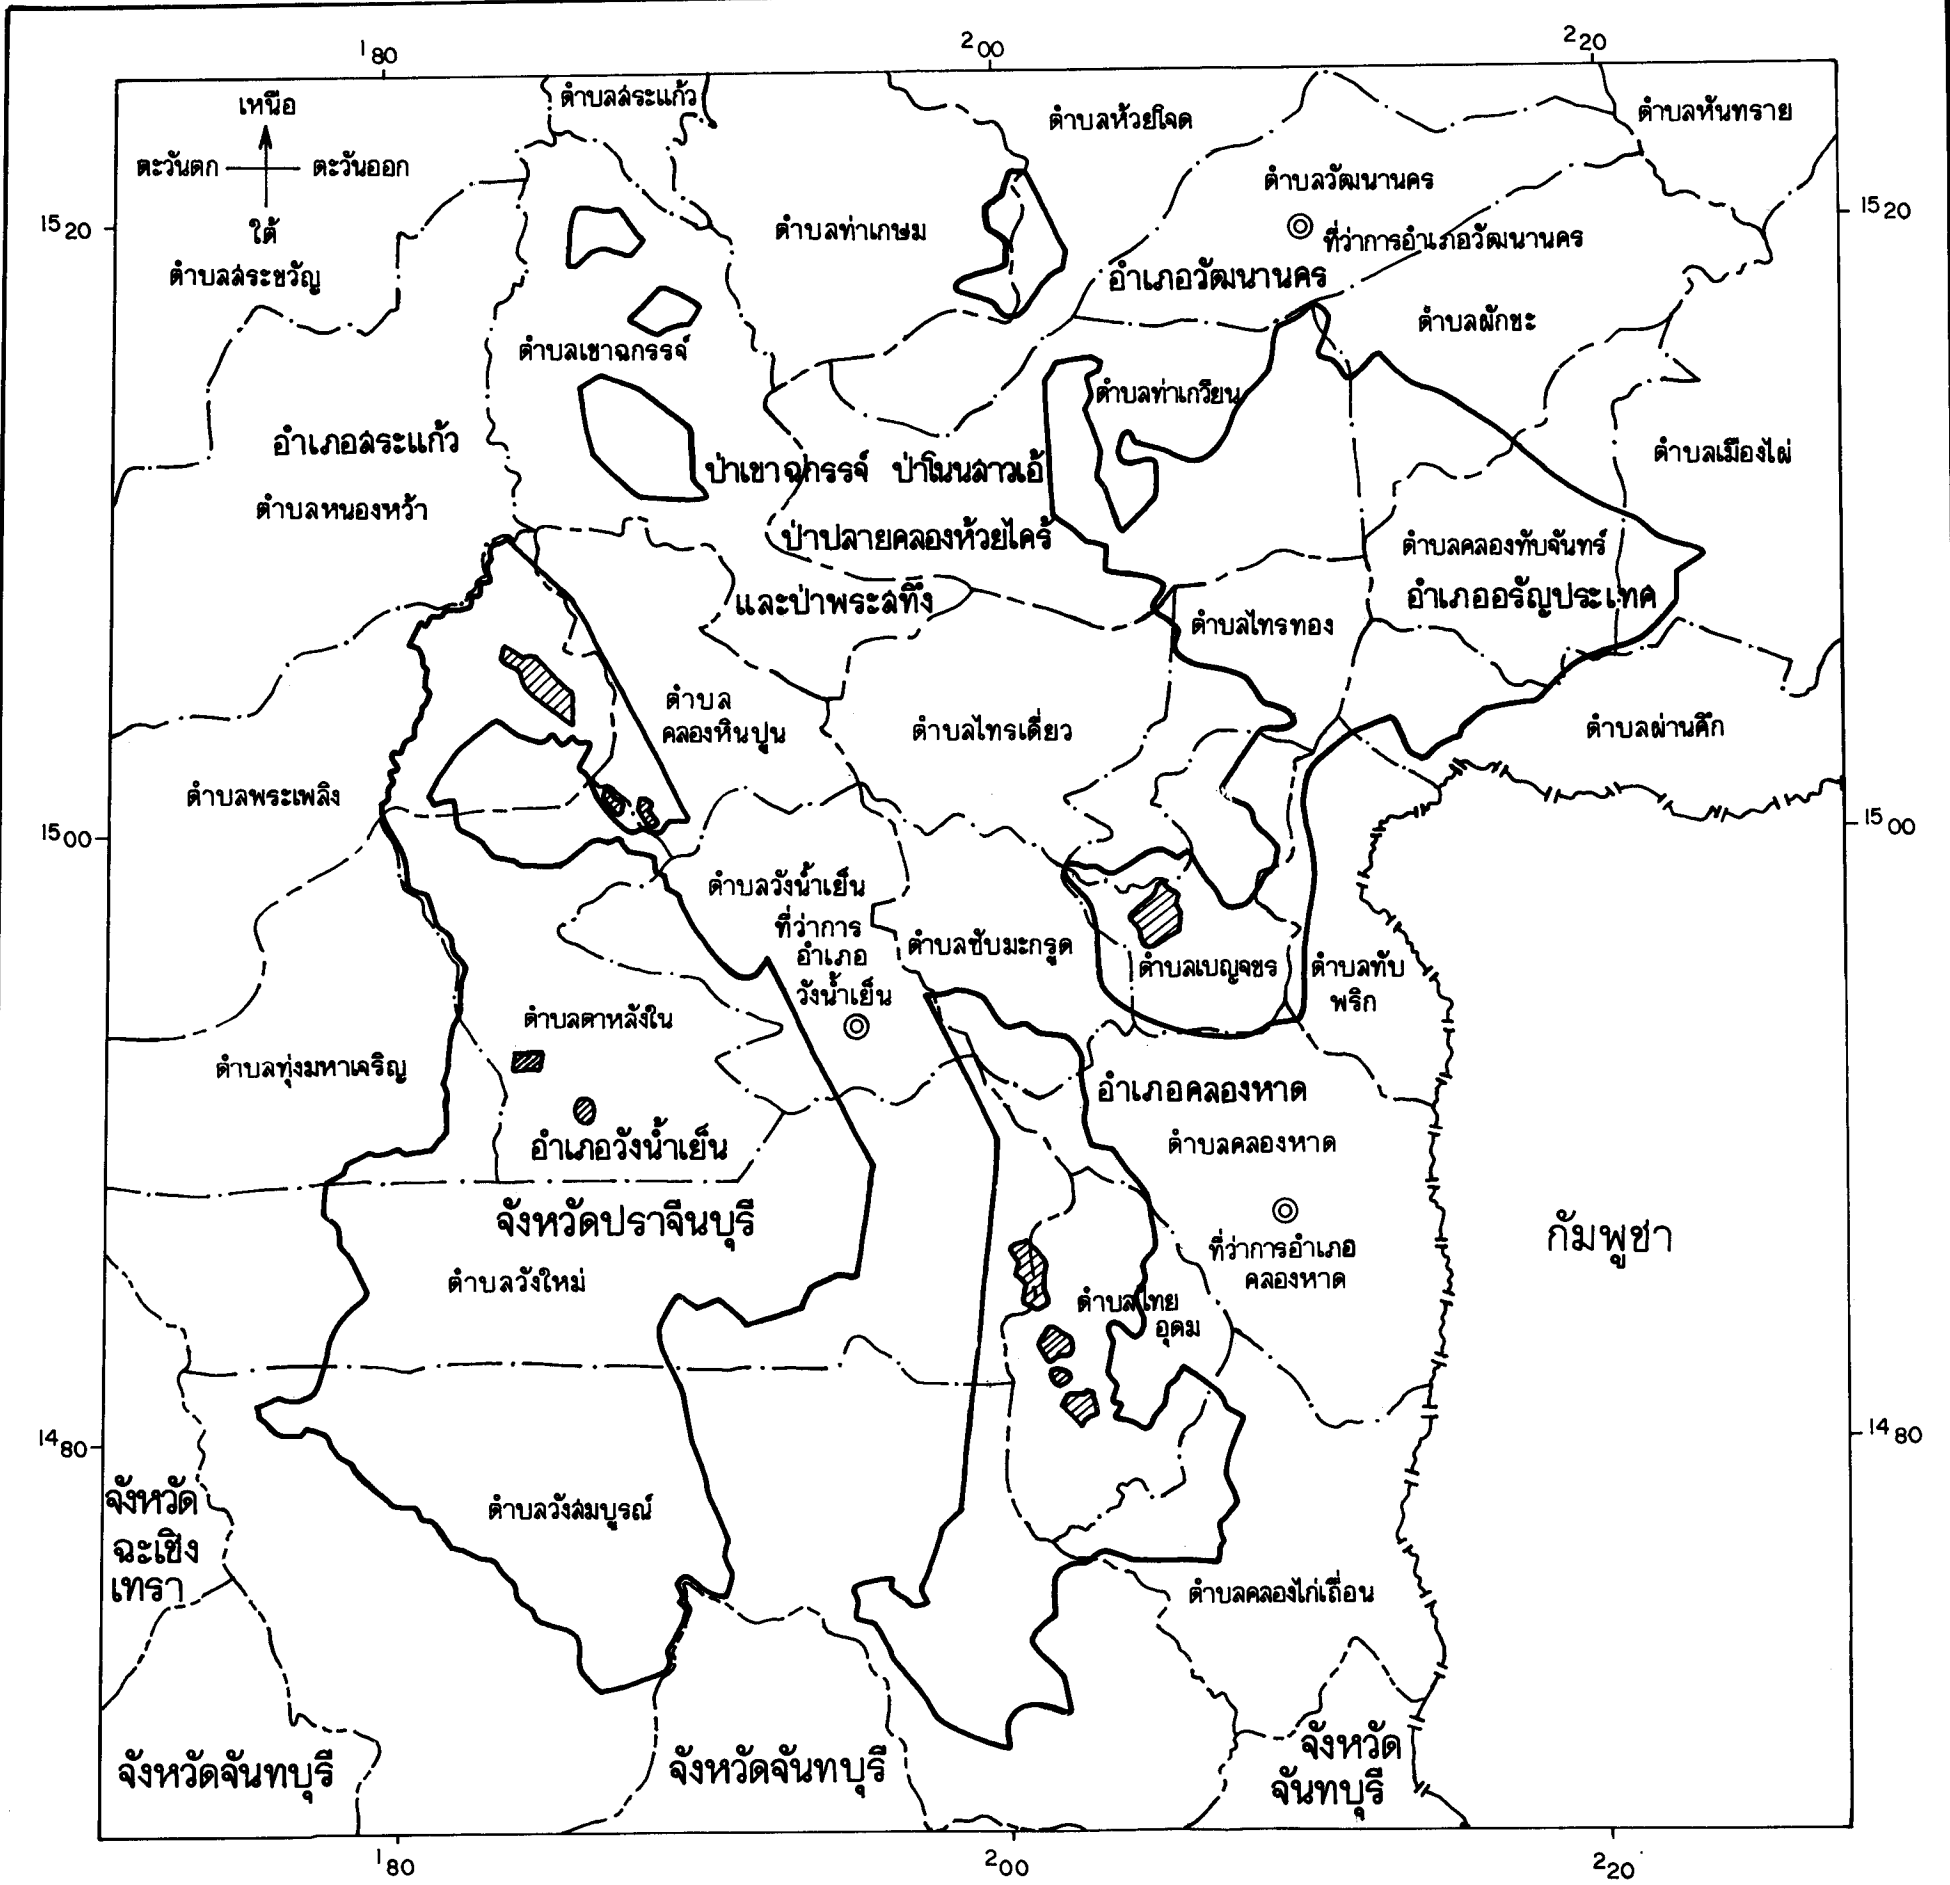 180
200
220
เหนือ
ตะวันตก
ตะวันออก
ใต้
ตำบลสระแก้ว
ตำบลห้วยโจด
ตำบลหันทราย
ตำบลวัฒนานคร
1520
1520
ตำบลท่าเกษม
ที่ว่าการอำเภอวัฒนานคร
ตำบลสระขวัญ
อำเภอวัฒนานคร
ตำบลผักขะ
ตำบลเขาฉกรรจ์
ตำบลท่าเกวียน
อำเภอสระแก้ว
ตำบลเมืองไผ่
ป่าเขาฉกรรจ์ ป่าโนนสาวเอ้
ตำบลหนองหว้า
ป่าปลายคลองห้วยไคร้
ตำบลคลองทับจันทร์
และป่าพระสทึง
อำเภออรัญประเทศ
ตำบลไทรทอง
ตำบล
คลองหินปูน
ตำบลไทรเดี่ยว
ตำบลผ่านศึก
ตำบลพระเพลิง
1500
1500
ตำบลวังน้ำเย็น
ที่ว่าการ
อำเภอ
วังน้ำเย็น
ตำบลซับมะกรูด
ตำบลเบญจขร
ตำบลทับ
พริก
ตำบลตาหลังใน
ตำบลทุ่งมหาเจริญ
อำเภอคลองหาด
ตำบลคลองหาด
อำเภอวังน้ำเย็น
จังหวัดปราจีนบุรี
กัมพูชา
ที่ว่าการอำเภอ
คลองหาด
ตำบลวังใหม่
ตำบลไทย
อุดม
1480
1480
จังหวัด
ฉะเชิง
เทรา
ตำบลวังสมบูรณ์
ตำบลคลองไก่เถื่อน
จังหวัดจันทบุรี
จังหวัดจันทบุรี
จังหวัด
จันทบุรี
180
200
220